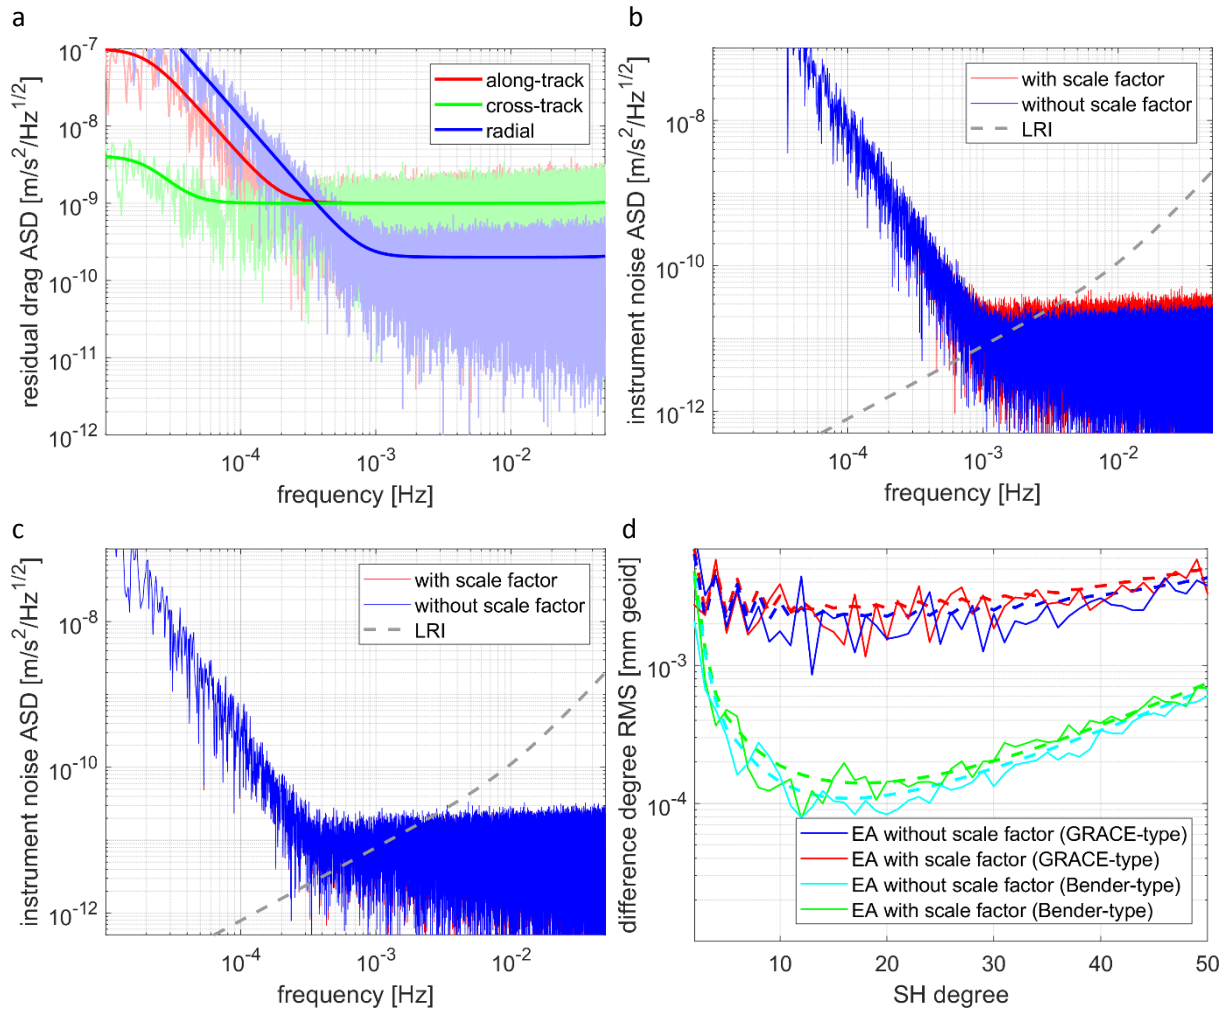 a
residual drag ASD [m/s²/Hz^{1/2}]
10^{-7}
10^{-8}
10^{-9}
10^{-10}
10^{-11}
10^{-12}
along-track
cross-track
radial
10^{-4}
10^{-3}
10^{-2}
frequency [Hz]
b
instrument noise ASD [m/s²/Hz^{1/2}]
10^{-8}
10^{-10}
10^{-12}
with scale factor
without scale factor
LRI
10^{-4}
10^{-3}
10^{-2}
frequency [Hz]
c
instrument noise ASD [m/s²/Hz^{1/2}]
10^{-8}
10^{-10}
10^{-12}
with scale factor
without scale factor
LRI
10^{-4}
10^{-3}
10^{-2}
frequency [Hz]
d
difference degree RMS [mm geoid]
10^{-3}
10^{-4}
EA without scale factor (GRACE-type)
EA with scale factor (GRACE-type)
EA without scale factor (Bender-type)
EA with scale factor (Bender-type)
10
20
30
40
50
SH degree